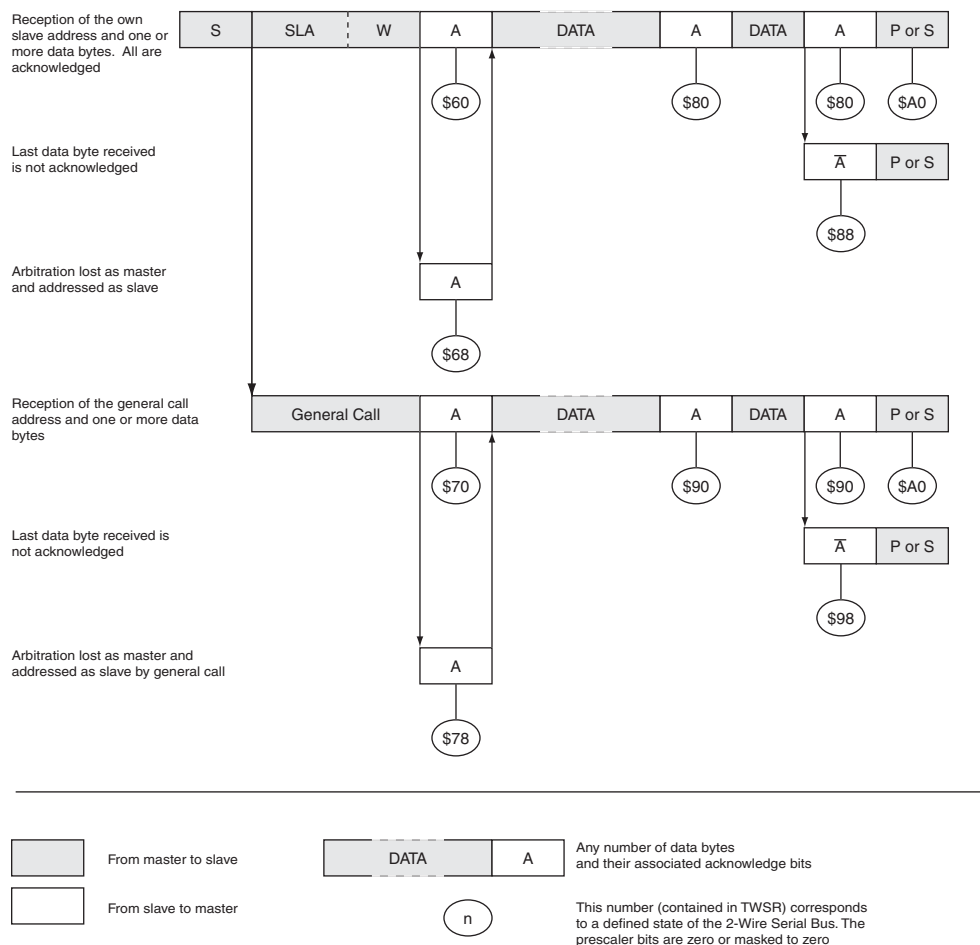 Reception of the own
slave address and one or
more data bytes. All are
acknowledged
S SLA W A DATA A DATA A P or S
$60 $80 $80 $A0
Last data byte received
is not acknowledged
A̅ P or S
$88
Arbitration lost as master
and addressed as slave
A
$68
Reception of the general call
address and one or more data
bytes
General Call A DATA A DATA A P or S
$70 $90 $90 $A0
Last data byte received is
not acknowledged
A̅ P or S
$98
Arbitration lost as master and
addressed as slave by general call
A
$78
From master to slave
DATA A
Any number of data bytes
and their associated acknowledge bits
From slave to master
n
This number (contained in TWSR) corresponds
to a defined state of the 2-Wire Serial Bus. The
prescaler bits are zero or masked to zero